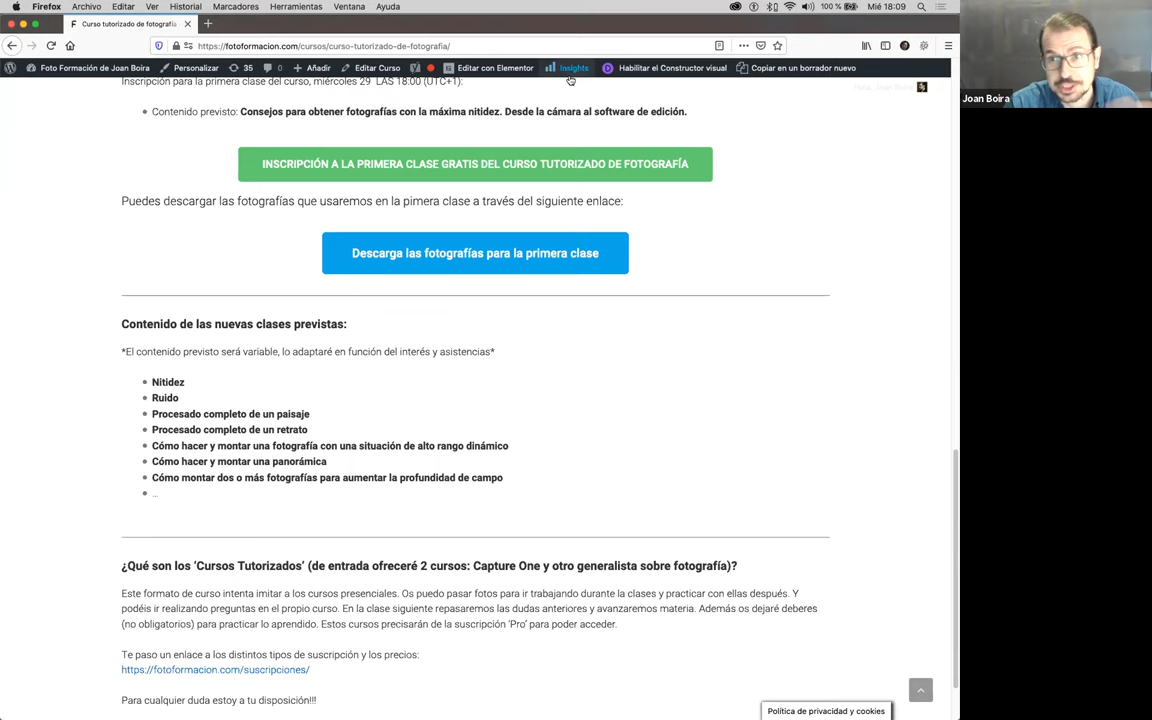 Firefox Archivo Editar Ver Historial Marcadores Herramientas Ventana Ayuda 100 % Mié 18:09
F Curso tutorizado de fotografía
https://fotoformacion.com/cursos/curso-tutorizado-de-fotografia/
Foto Formación de Joan Boira Personalizar 35 0 Añadir Editar Curso Editar con Elementor Insights Habilitar el Constructor visual Copiar en un borrador nuevo
Hola, Joan Boira
Joan Boira
Inscripción para la primera clase del curso, miércoles 29 LAS 18:00 (UTC+1):
Contenido previsto: Consejos para obtener fotografías con la máxima nitidez. Desde la cámara al software de edición.
INSCRIPCIÓN A LA PRIMERA CLASE GRATIS DEL CURSO TUTORIZADO DE FOTOGRAFÍA
Puedes descargar las fotografías que usaremos en la pimera clase a través del siguiente enlace:
Descarga las fotografías para la primera clase
Contenido de las nuevas clases previstas:
*El contenido previsto será variable, lo adaptaré en función del interés y asistencias*
Nitidez
Ruido
Procesado completo de un paisaje
Procesado completo de un retrato
Cómo hacer y montar una fotografía con una situación de alto rango dinámico
Cómo hacer y montar una panorámica
Cómo montar dos o más fotografías para aumentar la profundidad de campo
...
¿Qué son los ‘Cursos Tutorizados’ (de entrada ofreceré 2 cursos: Capture One y otro generalista sobre fotografía)?
Este formato de curso intenta imitar a los cursos presenciales. Os puedo pasar fotos para ir trabajando durante la clases y practicar con ellas después. Y
podéis ir realizando preguntas en el propio curso. En la clase siguiente repasaremos las dudas anteriores y avanzaremos materia. Además os dejaré deberes
(no obligatorios) para practicar lo aprendido. Estos cursos precisarán de la suscripción ‘Pro’ para poder acceder.
Te paso un enlace a los distintos tipos de suscripción y los precios:
https://fotoformacion.com/suscripciones/
Para cualquier duda estoy a tu disposición!!!
Política de privacidad y cookies